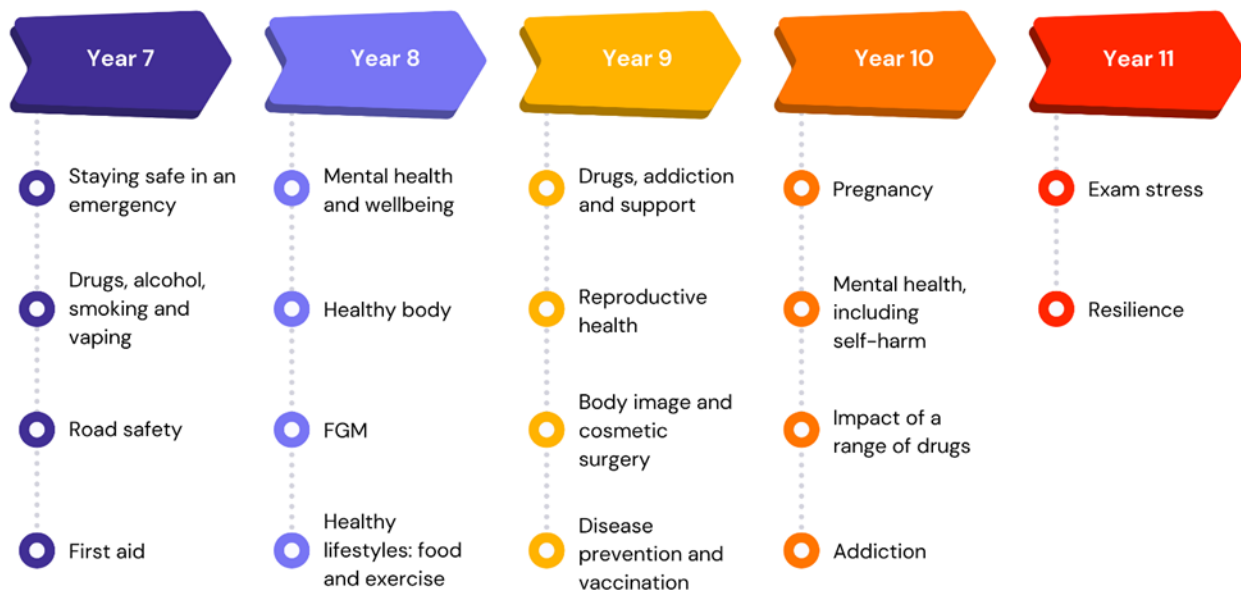 Year 7
Staying safe in an
emergency
Drugs, alcohol,
smoking and
vaping
Road safety
First aid
Year 8
Mental health
and wellbeing
Healthy body
FGM
Healthy
lifestyles: food
and exercise
Year 9
Drugs, addiction
and support
Reproductive
health
Body image and
cosmetic
surgery
Disease
prevention and
vaccination
Year 10
Pregnancy
Mental health,
including
self-harm
Impact of a
range of drugs
Addiction
Year 11
Exam stress
Resilience